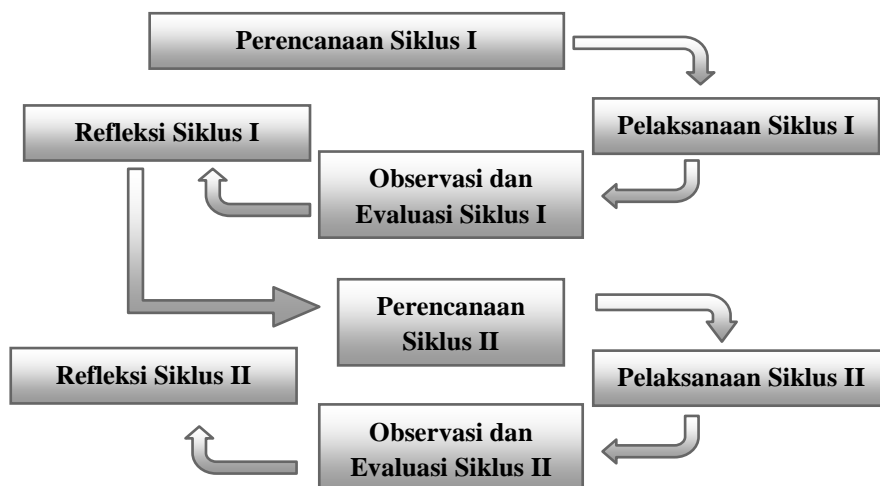 Perencanaan Siklus I
Pelaksanaan Siklus I
Refleksi Siklus I
Observasi dan
Evaluasi Siklus I
Perencanaan
Siklus II
Pelaksanaan Siklus II
Refleksi Siklus II
Observasi dan
Evaluasi Siklus II